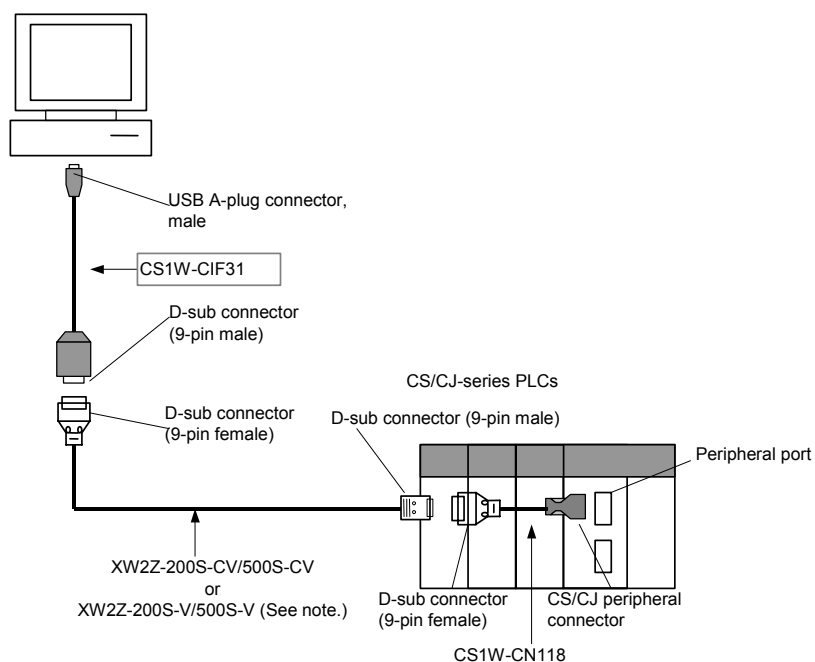 USB A-plug connector,
male
CS1W-CIF31
D-sub connector
(9-pin male)
CS/CJ-series PLCs
D-sub connector
(9-pin female)
D-sub connector (9-pin male)
Peripheral port
XW2Z-200S-CV/500S-CV
or
XW2Z-200S-V/500S-V (See note.)
D-sub connector
(9-pin female)
CS/CJ peripheral
connector
CS1W-CN118